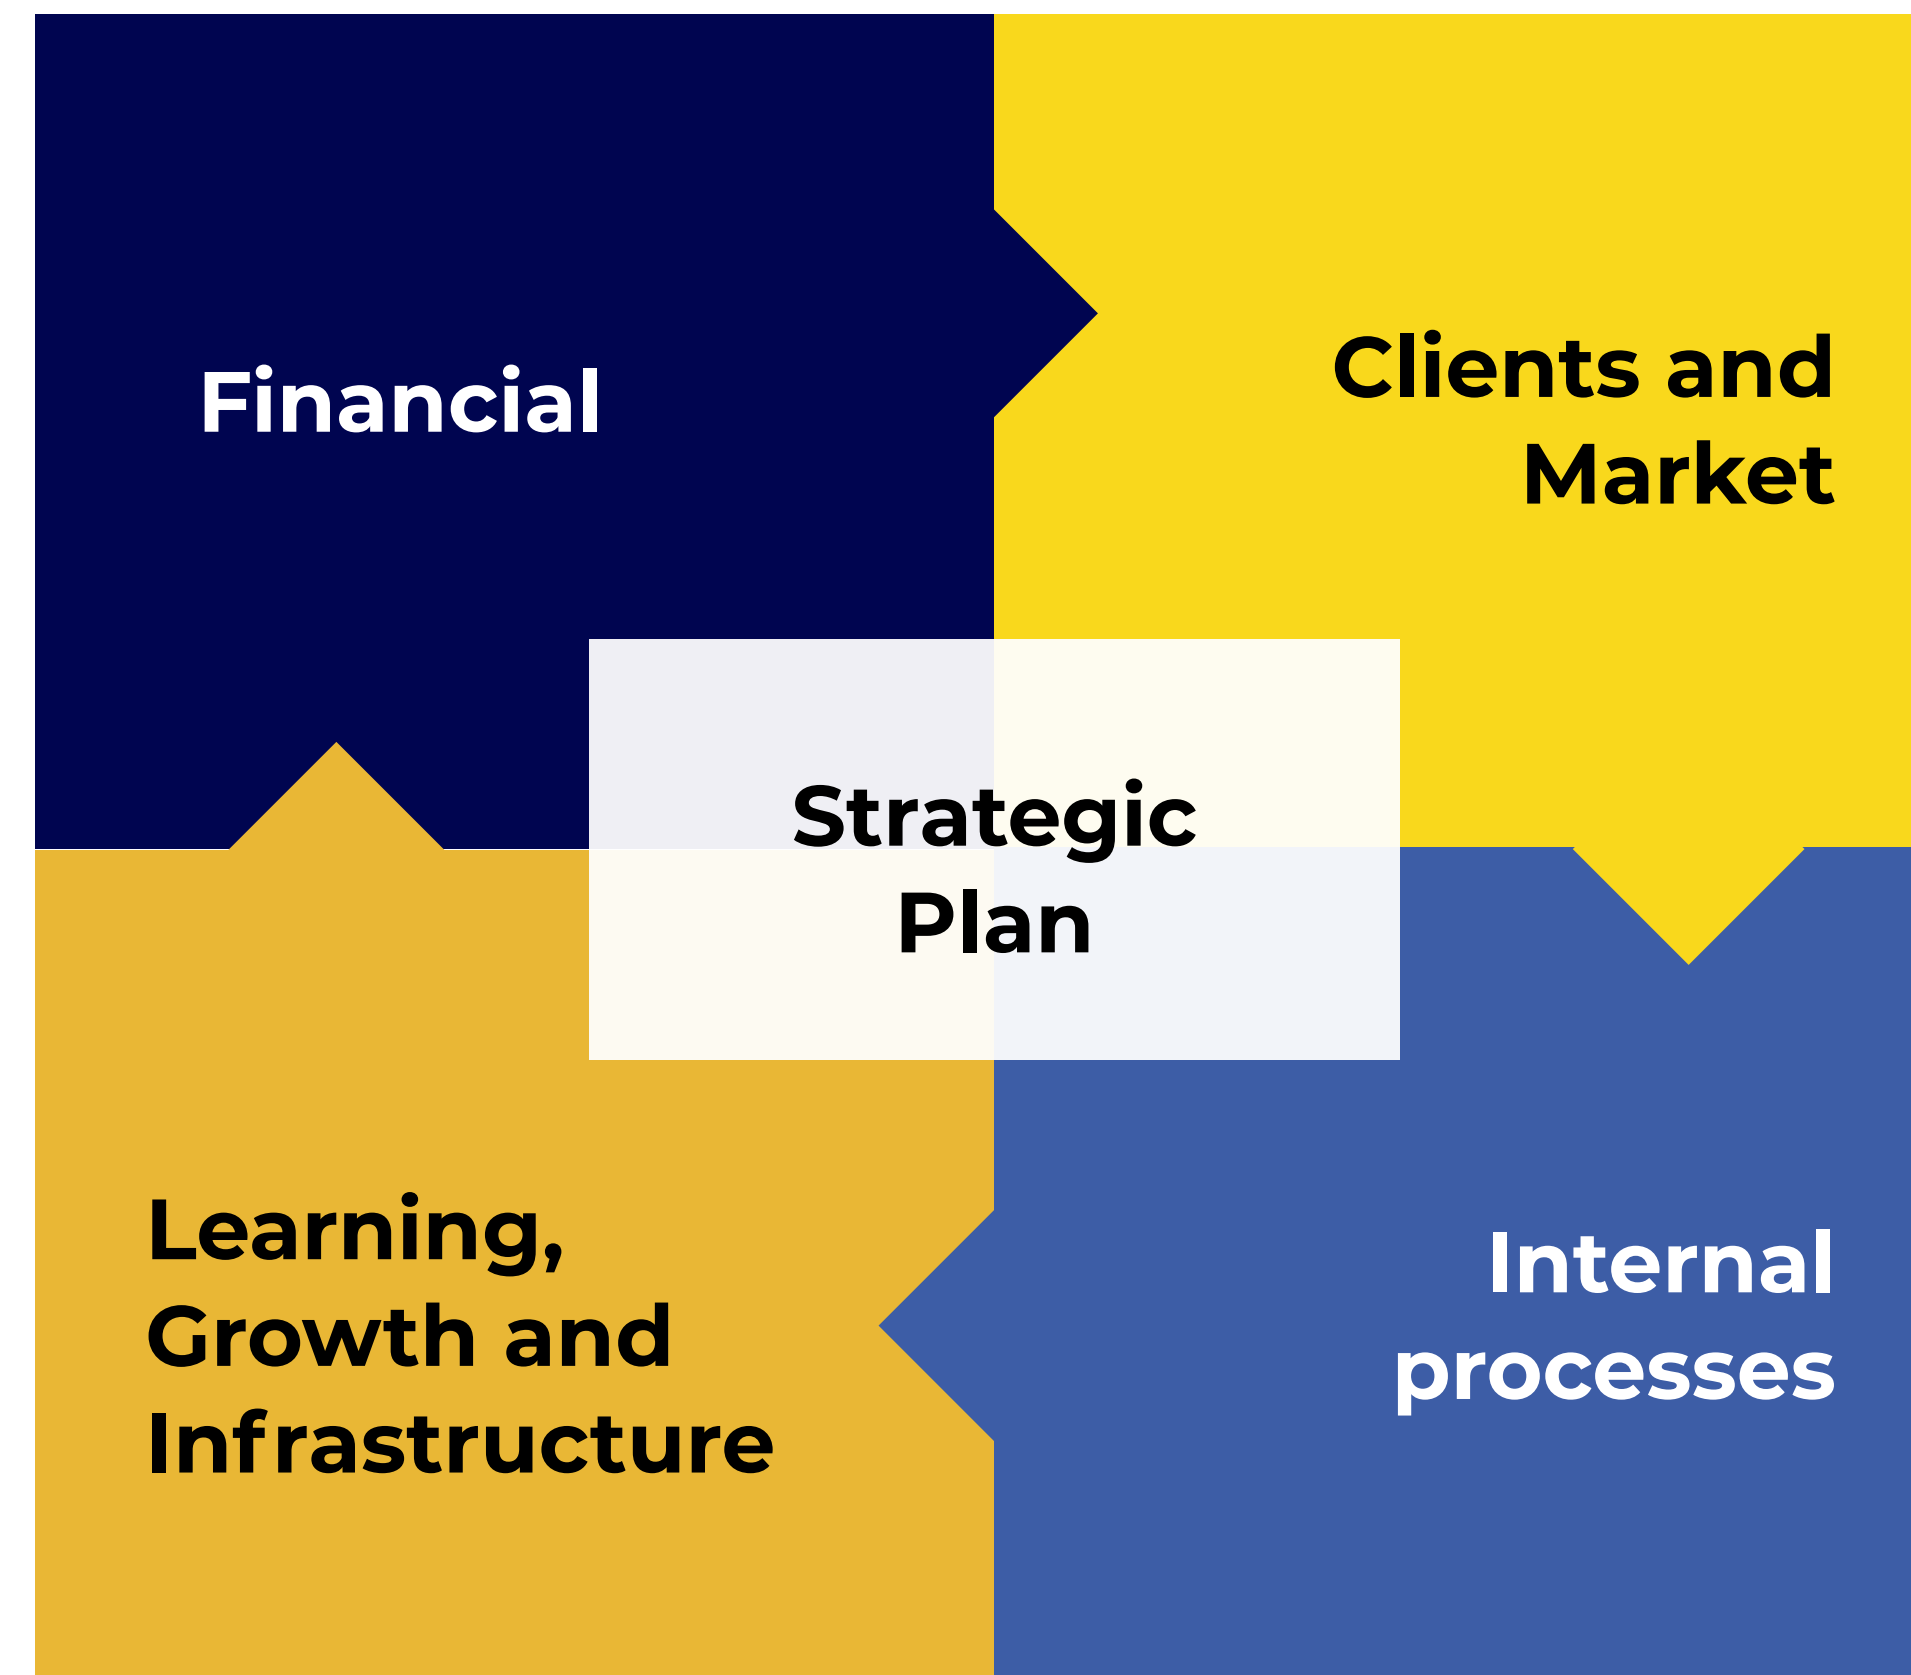 Financial
Clients and
Market
Strategic
Plan
Learning,
Growth and
Infrastructure
Internal
processes